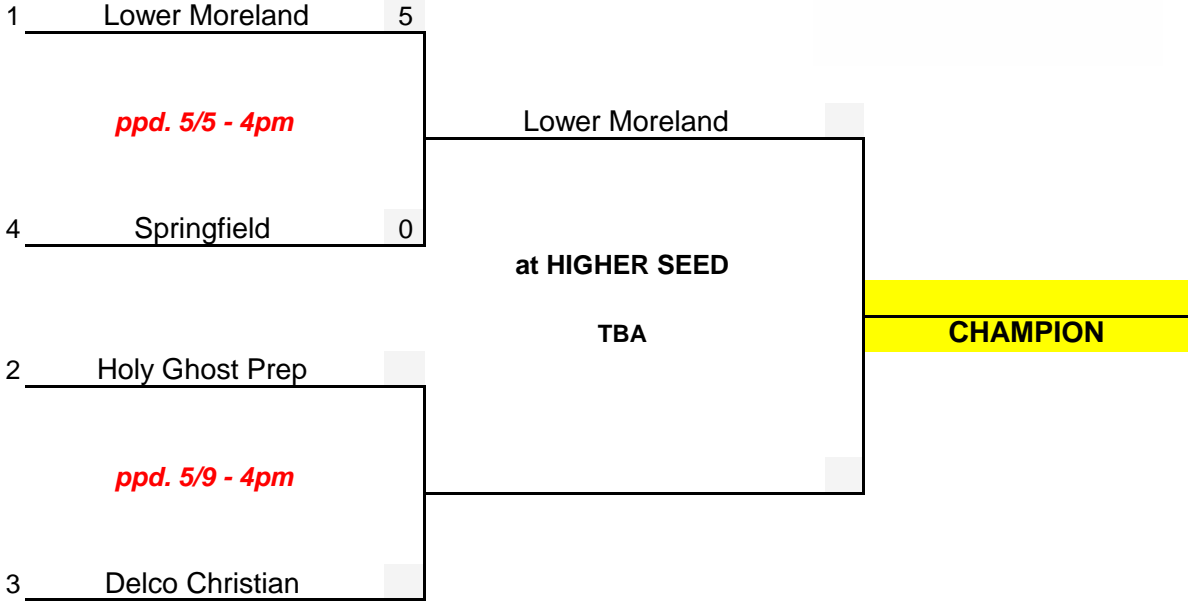 1 Lower Moreland 5
ppd. 5/5 - 4pm
Lower Moreland
4 Springfield 0
at HIGHER SEED
TBA
CHAMPION
2 Holy Ghost Prep
ppd. 5/9 - 4pm
3 Delco Christian